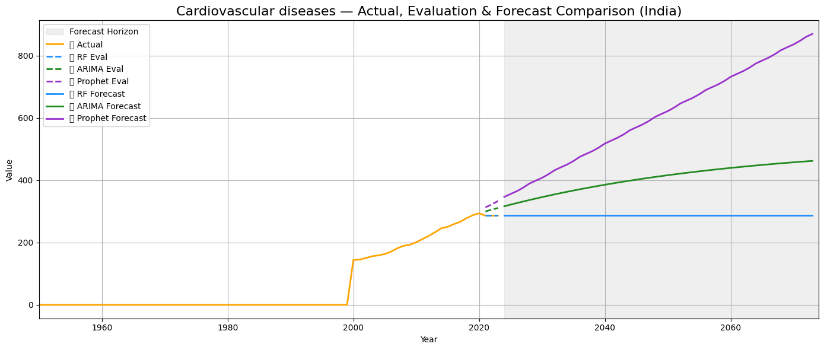 Cardiovascular diseases — Actual, Evaluation & Forecast Comparison (India)
Forecast Horizon
Actual
RF Eval
ARIMA Eval
Prophet Eval
RF Forecast
ARIMA Forecast
Prophet Forecast
800
600
400
200
0
Value
1960
1980
2000
2020
2040
2060
Year